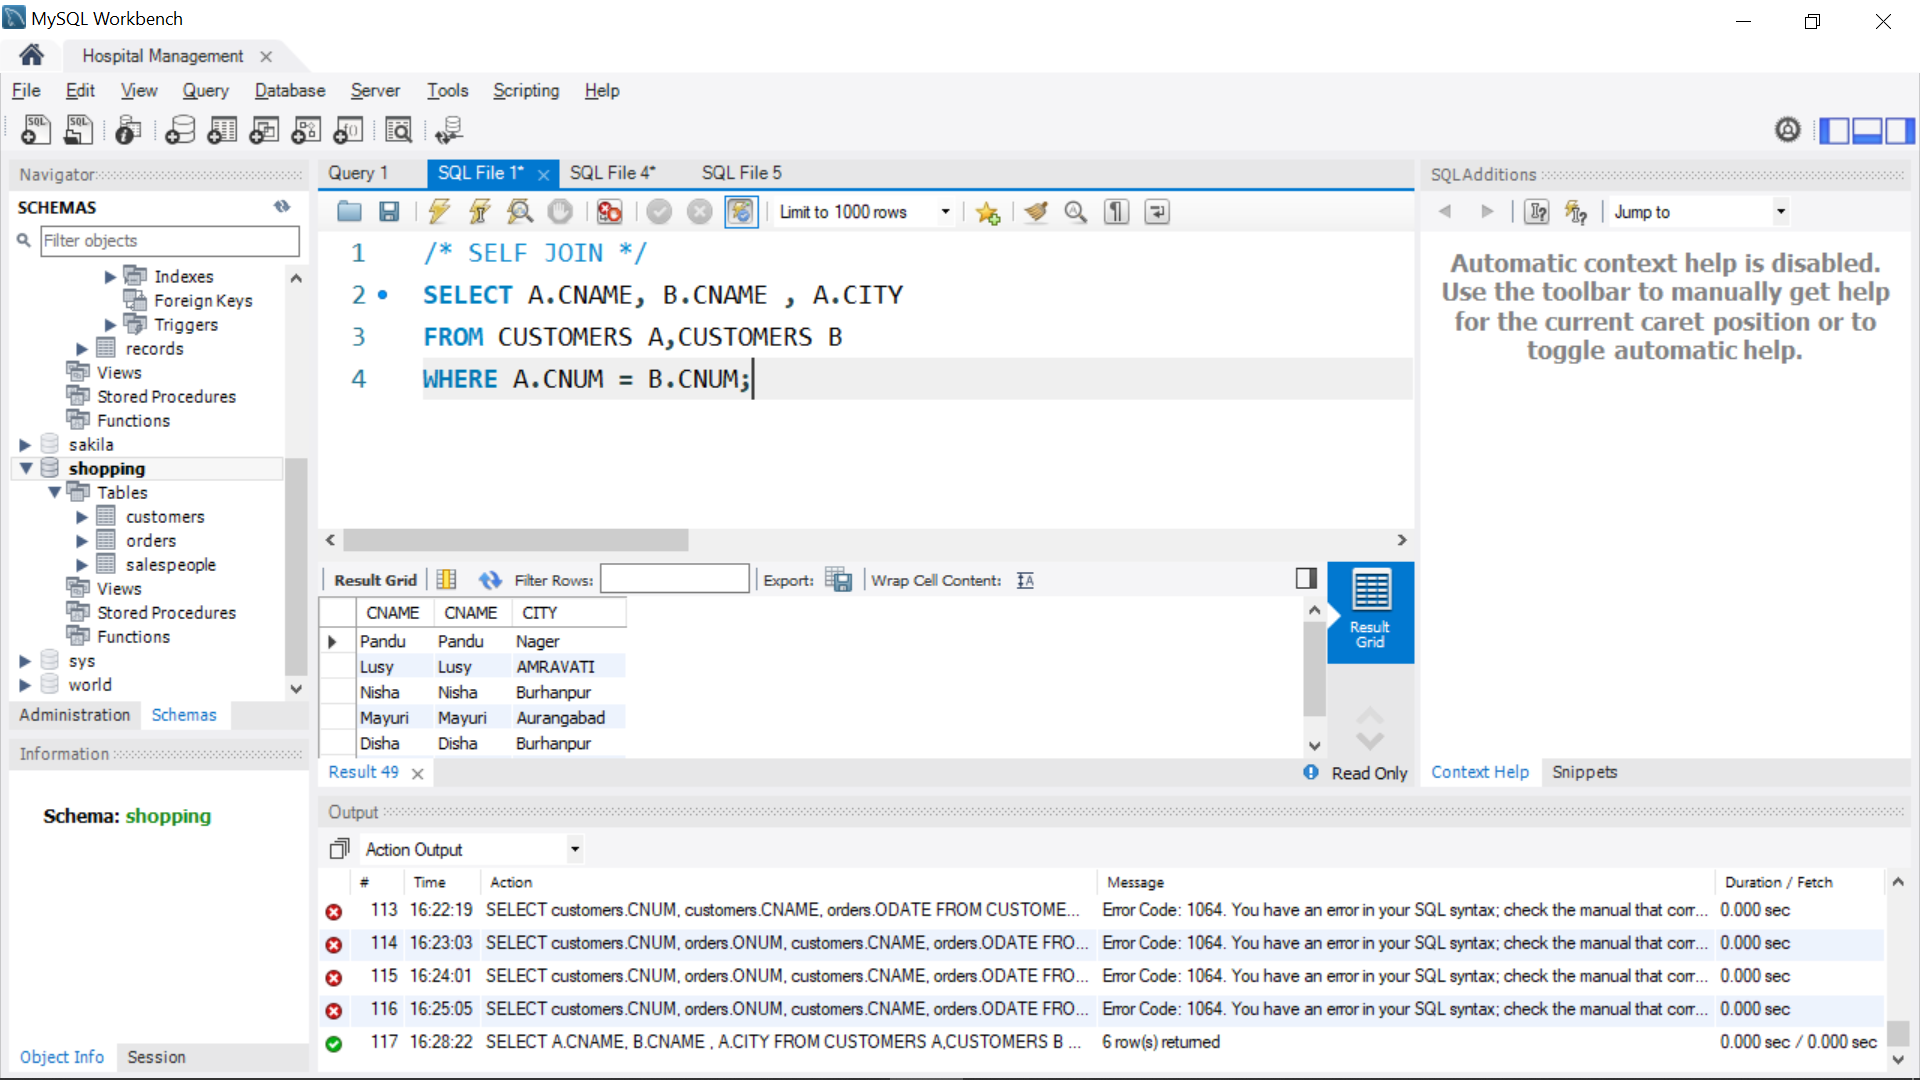 MySQL Workbench
Hospital Management
File Edit View Query Database Server Tools Scripting Help
Navigator
SCHEMAS
Filter objects
Indexes
Foreign Keys
Triggers
records
Views
Stored Procedures
Functions
sakila
shopping
Tables
customers
orders
salespeople
Views
Stored Procedures
Functions
sys
world
Administration Schemas
Information
Schema: shopping
Object Info Session
Query 1 SQL File 1* SQL File 4* SQL File 5
Limit to 1000 rows
1 /* SELF JOIN */
2 SELECT A.CNAME, B.CNAME , A.CITY
3 FROM CUSTOMERS A,CUSTOMERS B
4 WHERE A.CNUM = B.CNUM;
Result Grid Filter Rows: Export: Wrap Cell Content:
CNAME CNAME CITY
Pandu Pandu Nager
Lusy Lusy AMRAVATI
Nisha Nisha Burhanpur
Mayuri Mayuri Aurangabad
Disha Disha Burhanpur
Result
Grid
Result 49 Read Only
SQLAdditions
Jump to
Automatic context help is disabled.
Use the toolbar to manually get help
for the current caret position or to
toggle automatic help.
Context Help Snippets
Output
Action Output
# Time Action Message Duration / Fetch
113 16:22:19 SELECT customers.CNUM, customers.CNAME, orders.ODATE FROM CUSTOME... Error Code: 1064. You have an error in your SQL syntax; check the manual that corr... 0.000 sec
114 16:23:03 SELECT customers.CNUM, orders.ONUM, customers.CNAME, orders.ODATE FRO... Error Code: 1064. You have an error in your SQL syntax; check the manual that corr... 0.000 sec
115 16:24:01 SELECT customers.CNUM, orders.ONUM, customers.CNAME, orders.ODATE FRO... Error Code: 1064. You have an error in your SQL syntax; check the manual that corr... 0.000 sec
116 16:25:05 SELECT customers.CNUM, orders.ONUM, customers.CNAME, orders.ODATE FRO... Error Code: 1064. You have an error in your SQL syntax; check the manual that corr... 0.000 sec
117 16:28:22 SELECT A.CNAME, B.CNAME , A.CITY FROM CUSTOMERS A,CUSTOMERS B ... 6 row(s) returned 0.000 sec / 0.000 sec